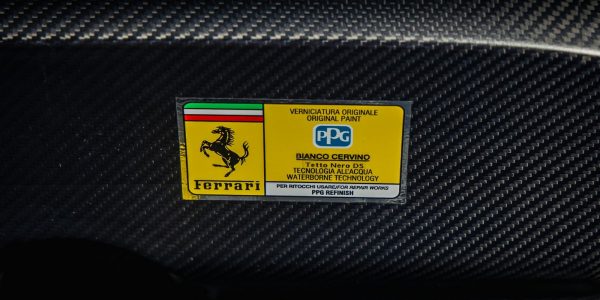 Ferrari
VERNICIATURA ORIGINALE
ORIGINAL PAINT
PPG
BIANCO CERVINO
Tetto Nero DS
TECNOLOGIA ALL'ACQUA
WATERBORNE TECHNOLOGY
PER RITOCCHI USARE/FOR REPAIR WORKS
PPG REFINISH